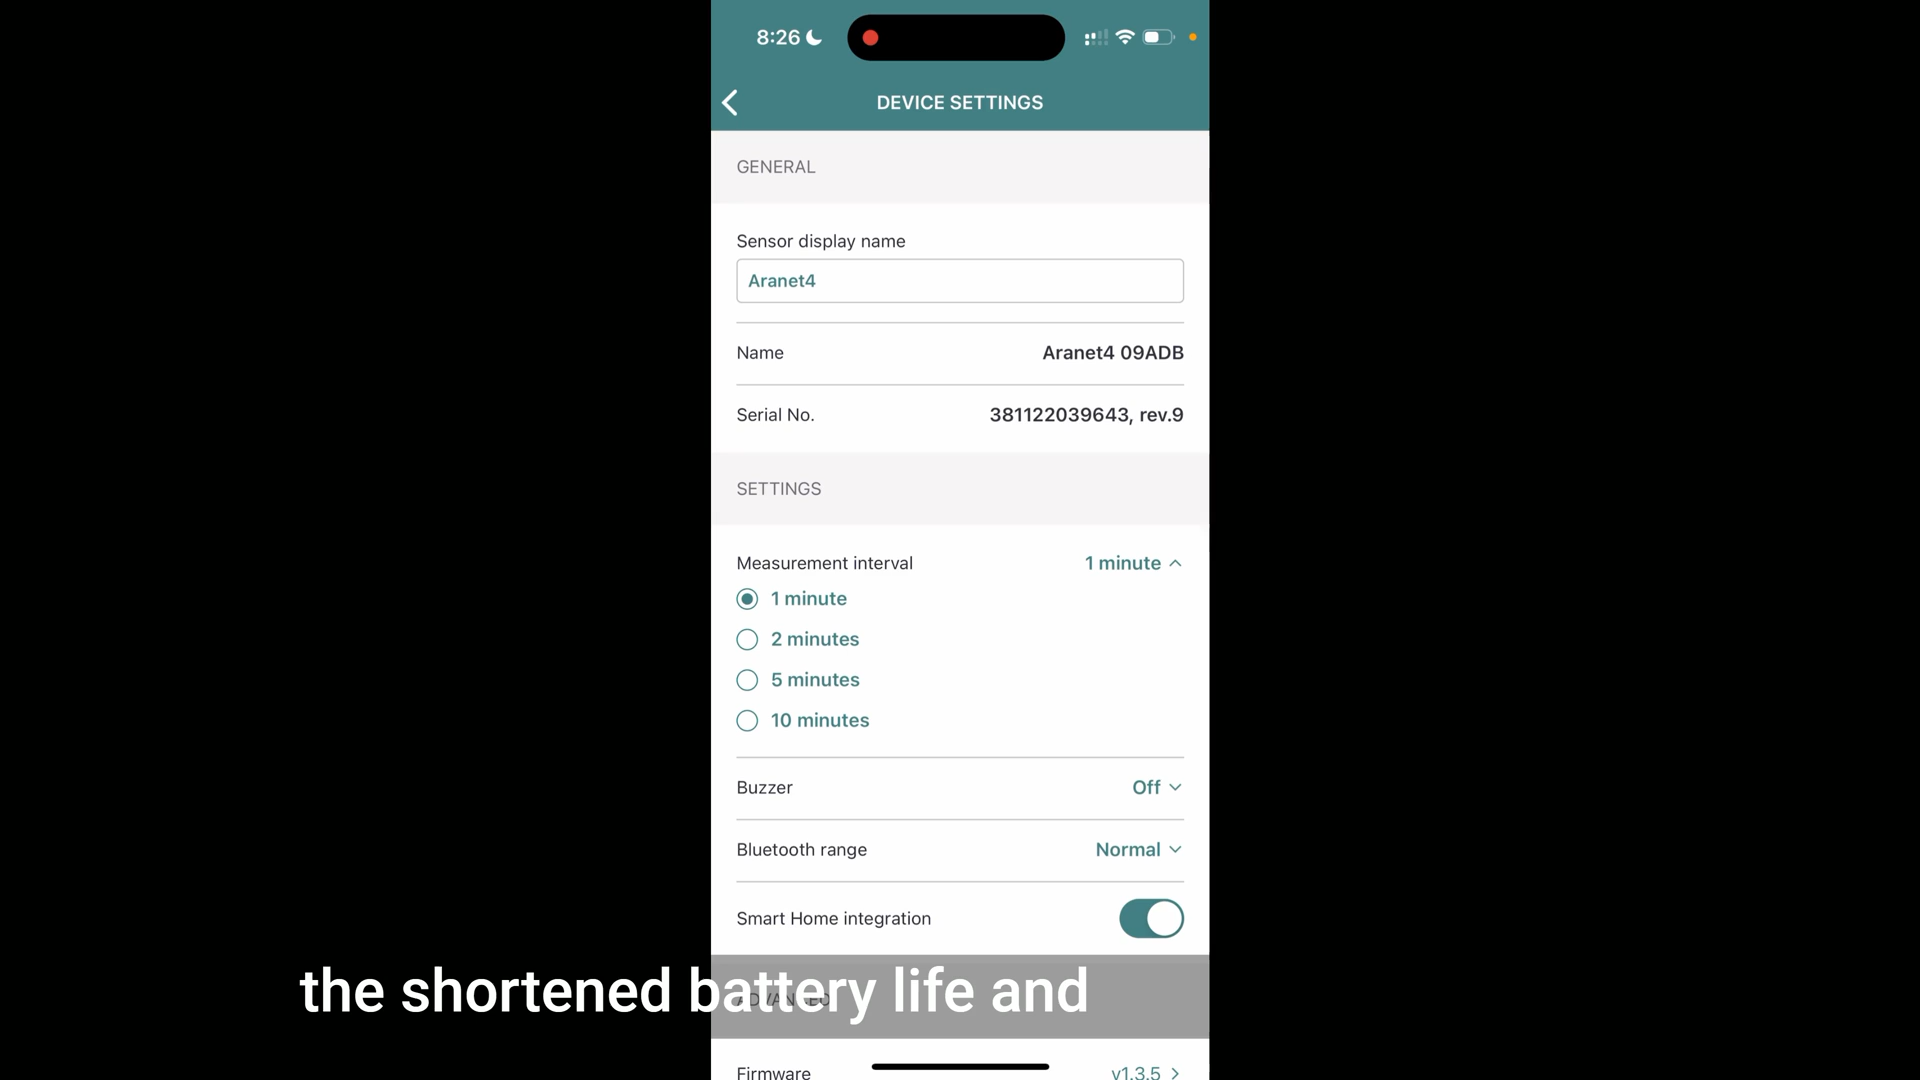 8:26
DEVICE SETTINGS
GENERAL
Sensor display name
Aranet4
Name Aranet4 09ADB
Serial No. 381122039643, rev.9
SETTINGS
Measurement interval 1 minute
1 minute
2 minutes
5 minutes
10 minutes
Buzzer Off
Bluetooth range Normal
Smart Home integration
ADVANCED
the shortened battery life and
Firmware v1.3.5